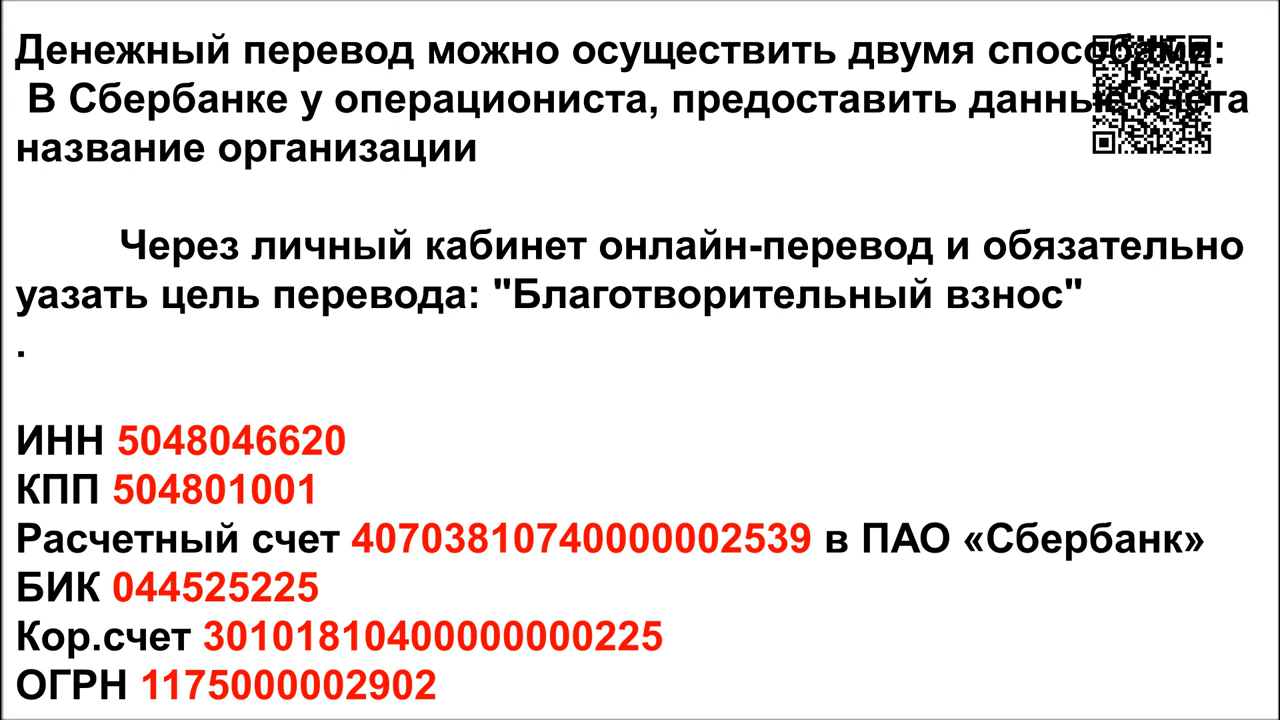 Денежный перевод можно осуществить двумя способами:
В Сбербанке у операциониста, предоставить данные счета
название организации
Через личный кабинет онлайн-перевод и обязательно
уазать цель перевода: "Благотворительный взнос"
.
ИНН 5048046620
КПП 504801001
Расчетный счет 40703810740000002539 в ПАО «Сбербанк»
БИК 044525225
Кор.счет 30101810400000000225
ОГРН 1175000002902